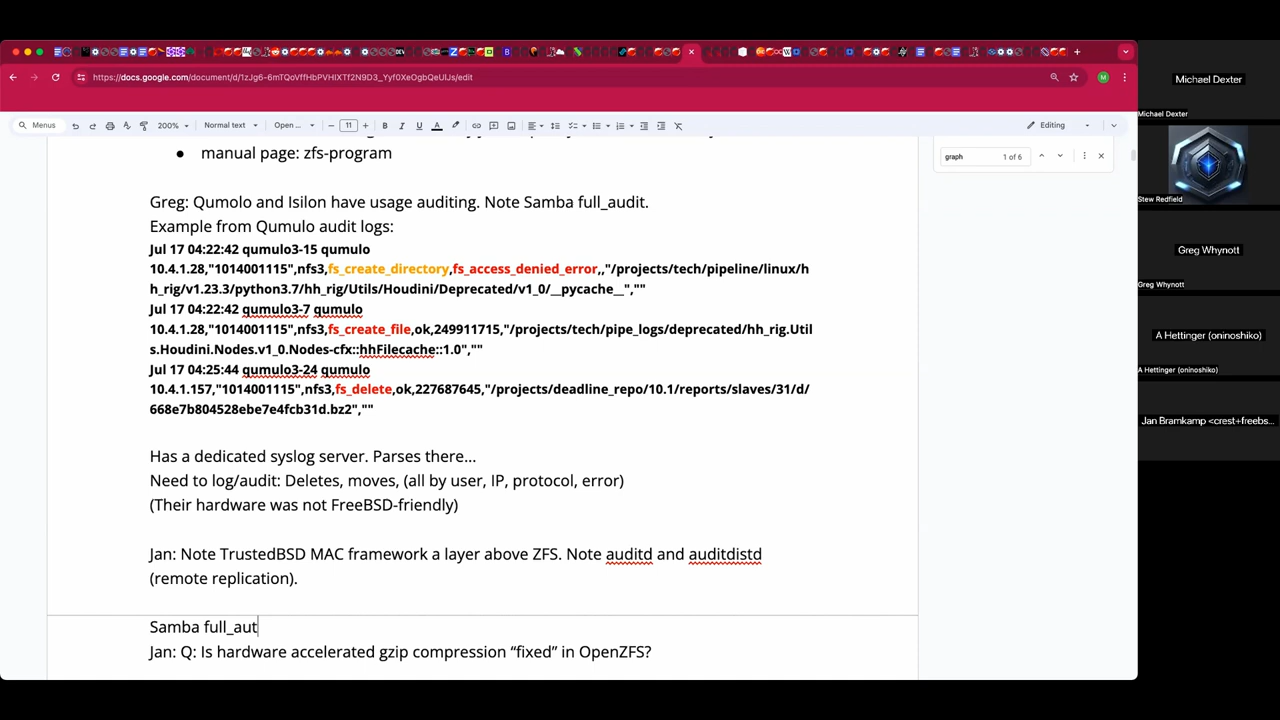 https://docs.google.com/document/d/1zJg6-6mTQoVffHbPVHIXTf2N9D3_Yyf0XeOgbQeUIJs/edit
Menus
200%
Normal text
Open ...
11
Editing
graph
1 of 6
● manual page: zfs-program
Greg: Qumolo and Isilon have usage auditing. Note Samba full_audit.
Example from Qumulo audit logs:
Jul 17 04:22:42 qumulo3-15 qumulo
10.4.1.28,"1014001115",nfs3,fs_create_directory,fs_access_denied_error,,"/projects/tech/pipeline/linux/h
h_rig/v1.23.3/python3.7/hh_rig/Utils/Houdini/Deprecated/v1_0/__pycache__",""
Jul 17 04:22:42 qumulo3-7 qumulo
10.4.1.28,"1014001115",nfs3,fs_create_file,ok,249911715,"/projects/tech/pipe_logs/deprecated/hh_rig.Util
s.Houdini.Nodes.v1_0.Nodes-cfx::hhFilecache::1.0",""
Jul 17 04:25:44 qumulo3-24 qumulo
10.4.1.157,"1014001115",nfs3,fs_delete,ok,227687645,"/projects/deadline_repo/10.1/reports/slaves/31/d/
668e7b804528ebe7e4fcb31d.bz2",""
Has a dedicated syslog server. Parses there...
Need to log/audit: Deletes, moves, (all by user, IP, protocol, error)
(Their hardware was not FreeBSD-friendly)
Jan: Note TrustedBSD MAC framework a layer above ZFS. Note auditd and auditdistd
(remote replication).
Samba full_aut
Jan: Q: Is hardware accelerated gzip compression “fixed” in OpenZFS?
Michael Dexter
Michael Dexter
Stew Redfield
Greg Whynott
Greg Whynott
A Hettinger (oninoshiko)
A Hettinger (oninoshiko)
Jan Bramkamp <crest+freebs...